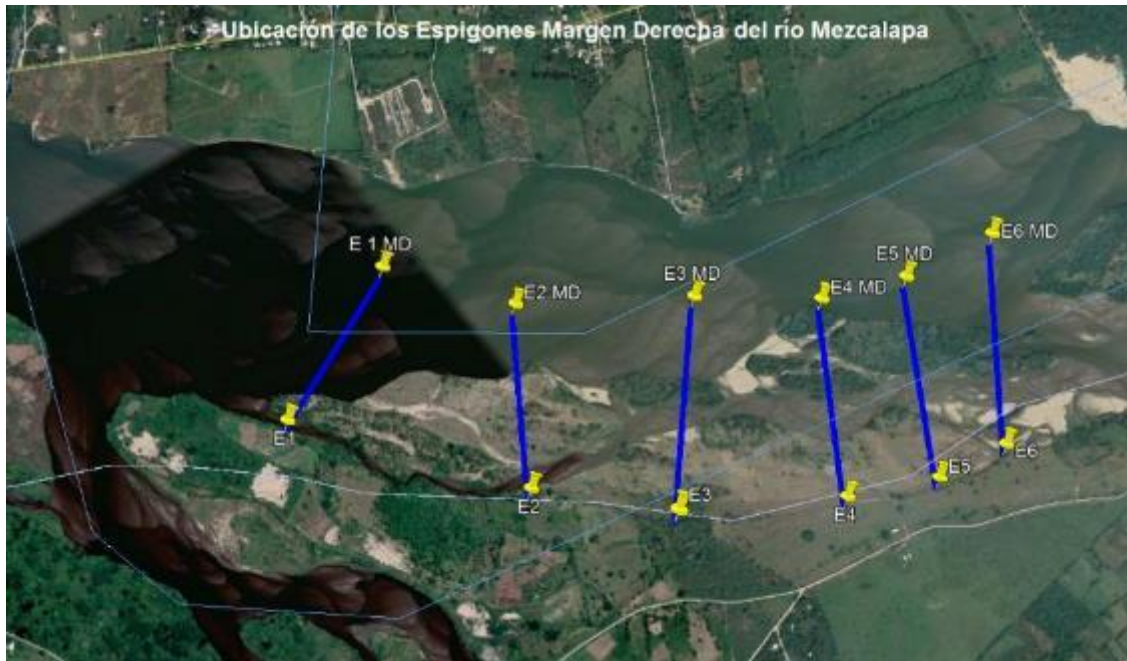 Ubicación de los Espigones Margen Derecha del río Mezcalapa
E 1 MD
E2 MD
E3 MD
E4 MD
E5 MD
E6 MD
E1
E2
E3
E4
E5
E6